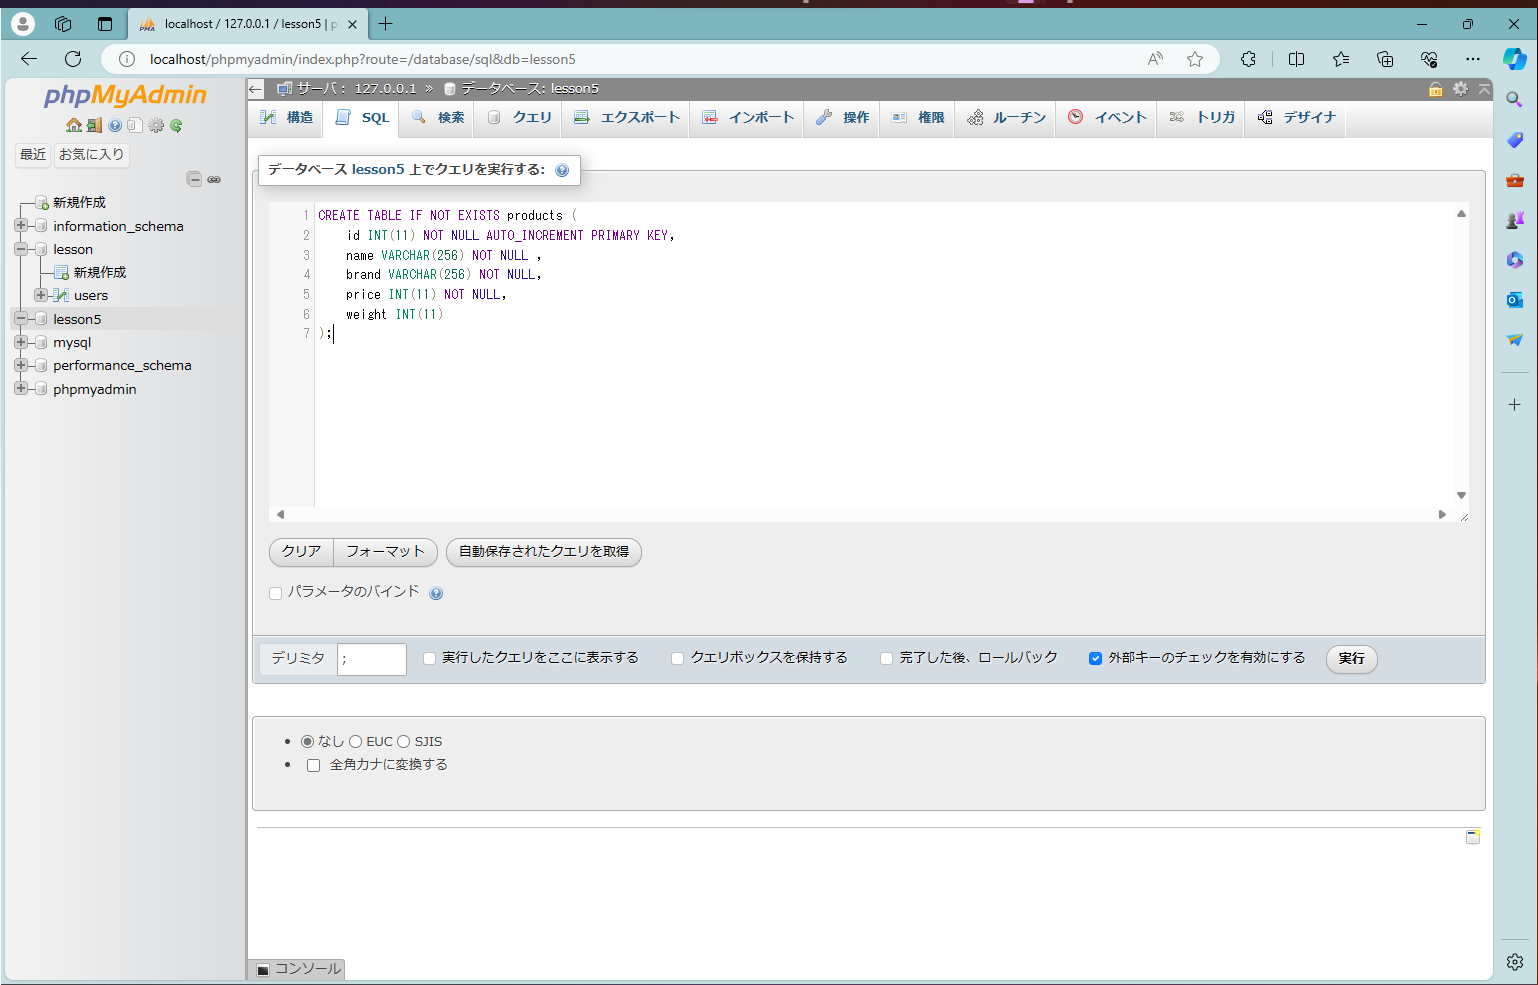 localhost / 127.0.0.1 / lesson5 | p
localhost/phpmyadmin/index.php?route=/database/sql&db=lesson5
phpMyAdmin
最近
お気に入り
新規作成
information_schema
lesson
新規作成
users
lesson5
mysql
performance_schema
phpmyadmin
サーバ: 127.0.0.1 » データベース: lesson5
構造 SQL 検索 クエリ エクスポート インポート 操作 権限 ルーチン イベント トリガ デザイナ
データベース lesson5 上でクエリを実行する:
1 CREATE TABLE IF NOT EXISTS products (
2 id INT(11) NOT NULL AUTO_INCREMENT PRIMARY KEY,
3 name VARCHAR(256) NOT NULL ,
4 brand VARCHAR(256) NOT NULL,
5 price INT(11) NOT NULL,
6 weight INT(11)
7 );
クリア フォーマット 自動保存されたクエリを取得
パラメータのバインド
デリミタ ; 実行したクエリをここに表示する クエリボックスを保持する 完了した後、ロールバック 外部キーのチェックを有効にする 実行
なし EUC SJIS
全角カナに変換する
コンソール